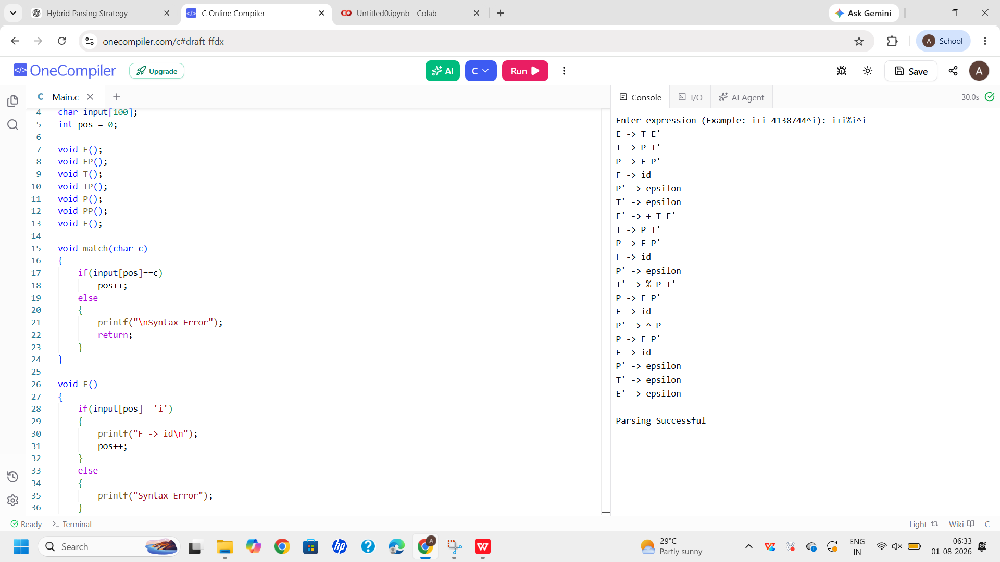 Hybrid Parsing Strategy
C Online Compiler
Untitled0.ipynb - Colab
Ask Gemini
onecompiler.com/c#draft-ffdx
A School
OneCompiler
Upgrade
AI
C
Run
Save
A
C Main.c
Console
I/O
AI Agent
30.0s
4 char input[100];
5 int pos = 0;
6
7 void E();
8 void EP();
9 void T();
10 void TP();
11 void P();
12 void PP();
13 void F();
14
15 void match(char c)
16 {
17 if(input[pos]==c)
18 pos++;
19 else
20 {
21 printf("\nSyntax Error");
22 return;
23 }
24 }
25
26 void F()
27 {
28 if(input[pos]=='i')
29 {
30 printf("F -> id\n");
31 pos++;
32 }
33 else
34 {
35 printf("Syntax Error");
36 }
Enter expression (Example: i+i-4138744^i): i+i%i^i
E -> T E'
T -> P T'
P -> F P'
F -> id
P' -> epsilon
T' -> epsilon
E' -> + T E'
T -> P T'
P -> F P'
F -> id
P' -> epsilon
T' -> % P T'
P -> F P'
F -> id
P' -> ^ P
P -> F P'
F -> id
P' -> epsilon
T' -> epsilon
E' -> epsilon
Parsing Successful
Ready
Terminal
Light
Wiki
C
Search
hp
A
W
29°C
Partly sunny
ENG
IN
06:33
01-08-2026